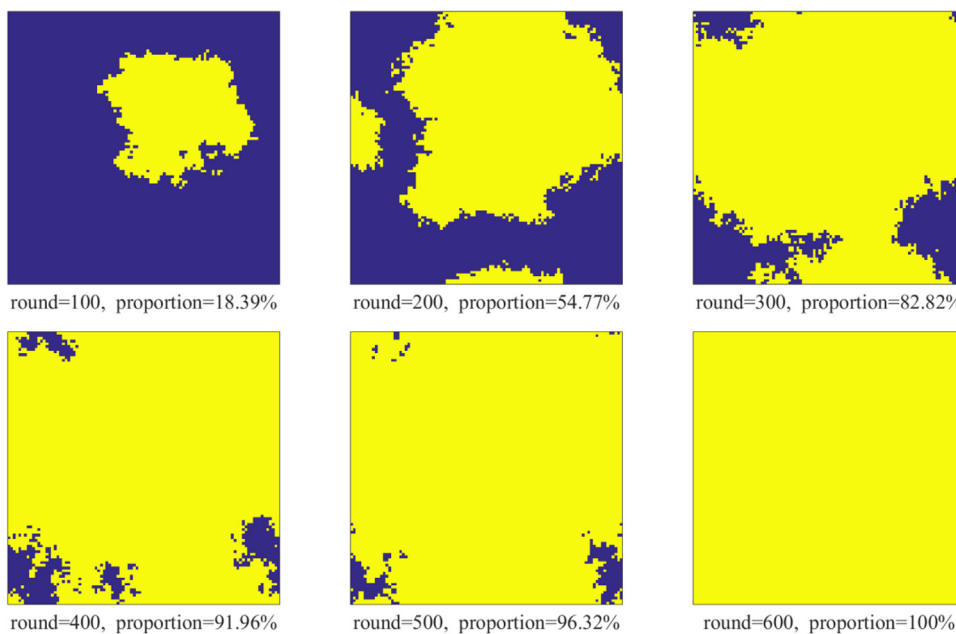 round=100, proportion=18.39%
round=200, proportion=54.77%
round=300, proportion=82.82%
round=400, proportion=91.96%
round=500, proportion=96.32%
round=600, proportion=100%